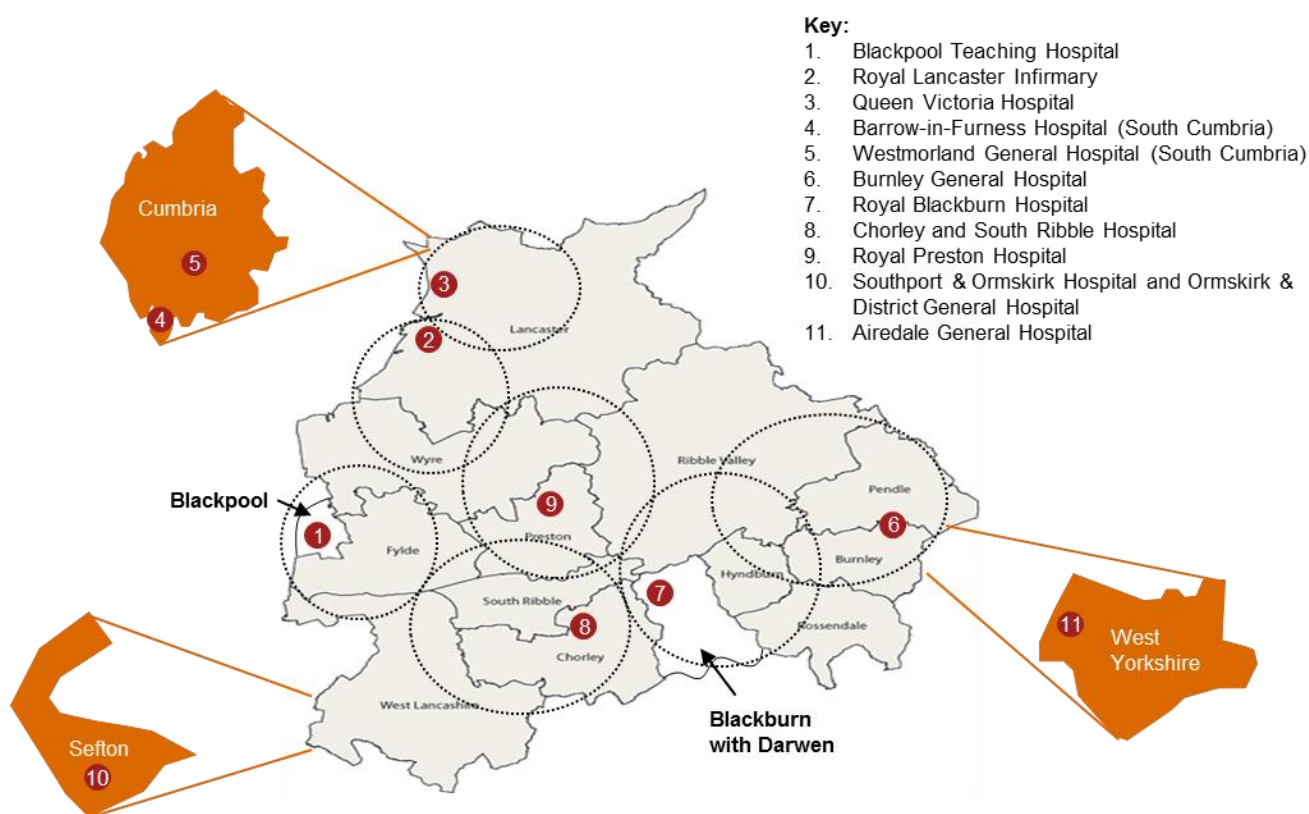 Key:
1. Blackpool Teaching Hospital
2. Royal Lancaster Infirmary
3. Queen Victoria Hospital
4. Barrow-in-Furness Hospital (South Cumbria)
5. Westmorland General Hospital (South Cumbria)
6. Burnley General Hospital
7. Royal Blackburn Hospital
8. Chorley and South Ribble Hospital
9. Royal Preston Hospital
10. Southport & Ormskirk Hospital and Ormskirk &
District General Hospital
11. Airedale General Hospital
Cumbria
5
4
3
Lancaster
2
Wyre
Ribble Valley
Blackpool
Pendle
9
6
1
Preston
Fylde
Burnley
Hyndburn
7
South Ribble
8
Rossendale
11
West
Yorkshire
Chorley
West Lancashire
Blackburn
with Darwen
Sefton
10